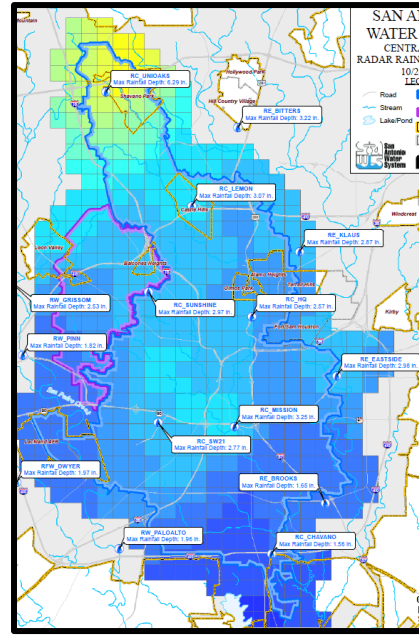 SAN A
WATER
CENTR
RADAR RAIN
10/2
LEG
Road
Stream
Lake/Pond
San
Antonio
Water
System
RC_UNIOAKS
Max Rainfall Depth: 6.29 in.
Shavano Park
Hollywood Park
Hill Country Village
RE_BITTERS
Max Rainfall Depth: 3.22 in.
RC_LEMON
Max Rainfall Depth: 3.07 in.
Castle Hills
Windcrest
RE_KLAUS
Max Rainfall Depth: 2.87 in.
Leon Valley
Balcones Heights
Alamo Heights
Terrell Hills
Olmos Park
RW_GRISSOM
Max Rainfall Depth: 2.53 in.
RC_SUNSHINE
Max Rainfall Depth: 2.97 in.
RC_HQ
Max Rainfall Depth: 2.57 in.
Kirby
Fort Sam Houston
RW_PINN
Max Rainfall Depth: 1.82 in.
RE_EASTSIDE
Max Rainfall Depth: 2.98 in.
RC_MISSION
Max Rainfall Depth: 3.25 in.
RC_SW21
Max Rainfall Depth: 2.77 in.
Lackland AFB
RFW_DWYER
Max Rainfall Depth: 1.97 in.
RE_BROOKS
Max Rainfall Depth: 1.65 in.
RW_PALOALTO
Max Rainfall Depth: 1.96 in.
RC_CHAVANO
Max Rainfall Depth: 1.56 in.